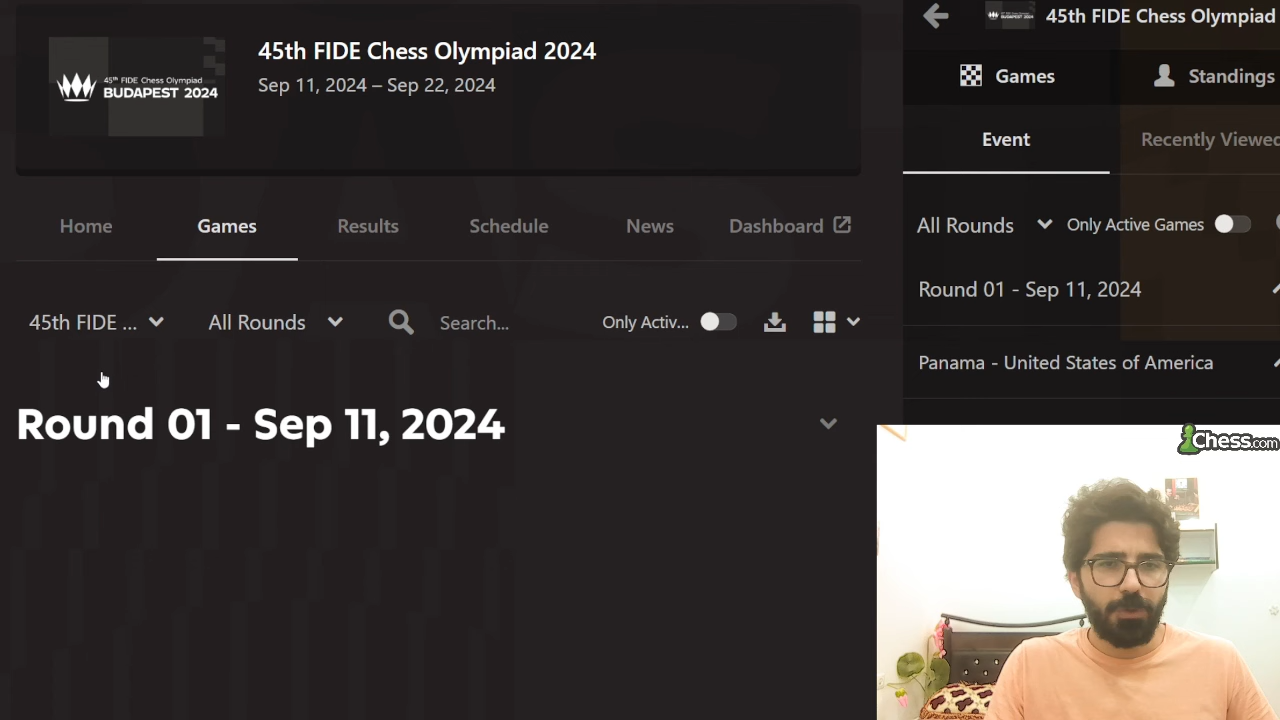 45th FIDE Chess Olympiad 2024
Sep 11, 2024 – Sep 22, 2024
45th FIDE Chess Olympiad
BUDAPEST 2024
Home
Games
Results
Schedule
News
Dashboard
45th FIDE ...
All Rounds
Search...
Only Activ...
Round 01 - Sep 11, 2024
45th FIDE Chess Olympiad
BUDAPEST 2024
Games
Standings
Event
Recently Viewed
All Rounds
Only Active Games
Round 01 - Sep 11, 2024
Panama - United States of America
Chess.com